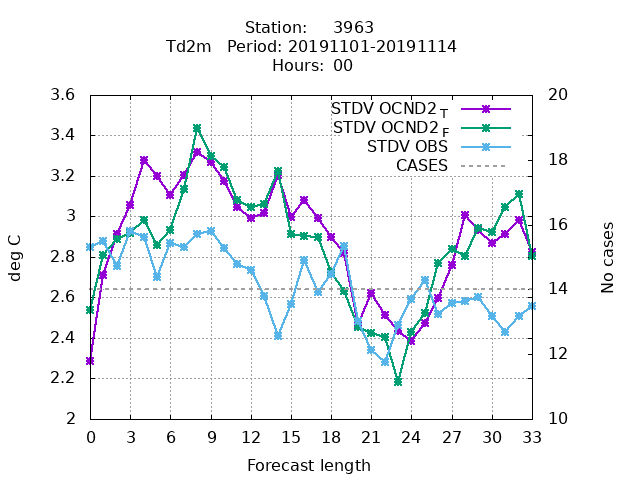 Station: 3963
Td2m Period: 20191101-20191114
Hours: 00
STDV OCND2 T
STDV OCND2 F
STDV OBS
CASES
3.6
3.4
3.2
3
2.8
2.6
2.4
2.2
2
deg C
20
18
16
14
12
10
No cases
0 3 6 9 12 15 18 21 24 27 30 33
Forecast length